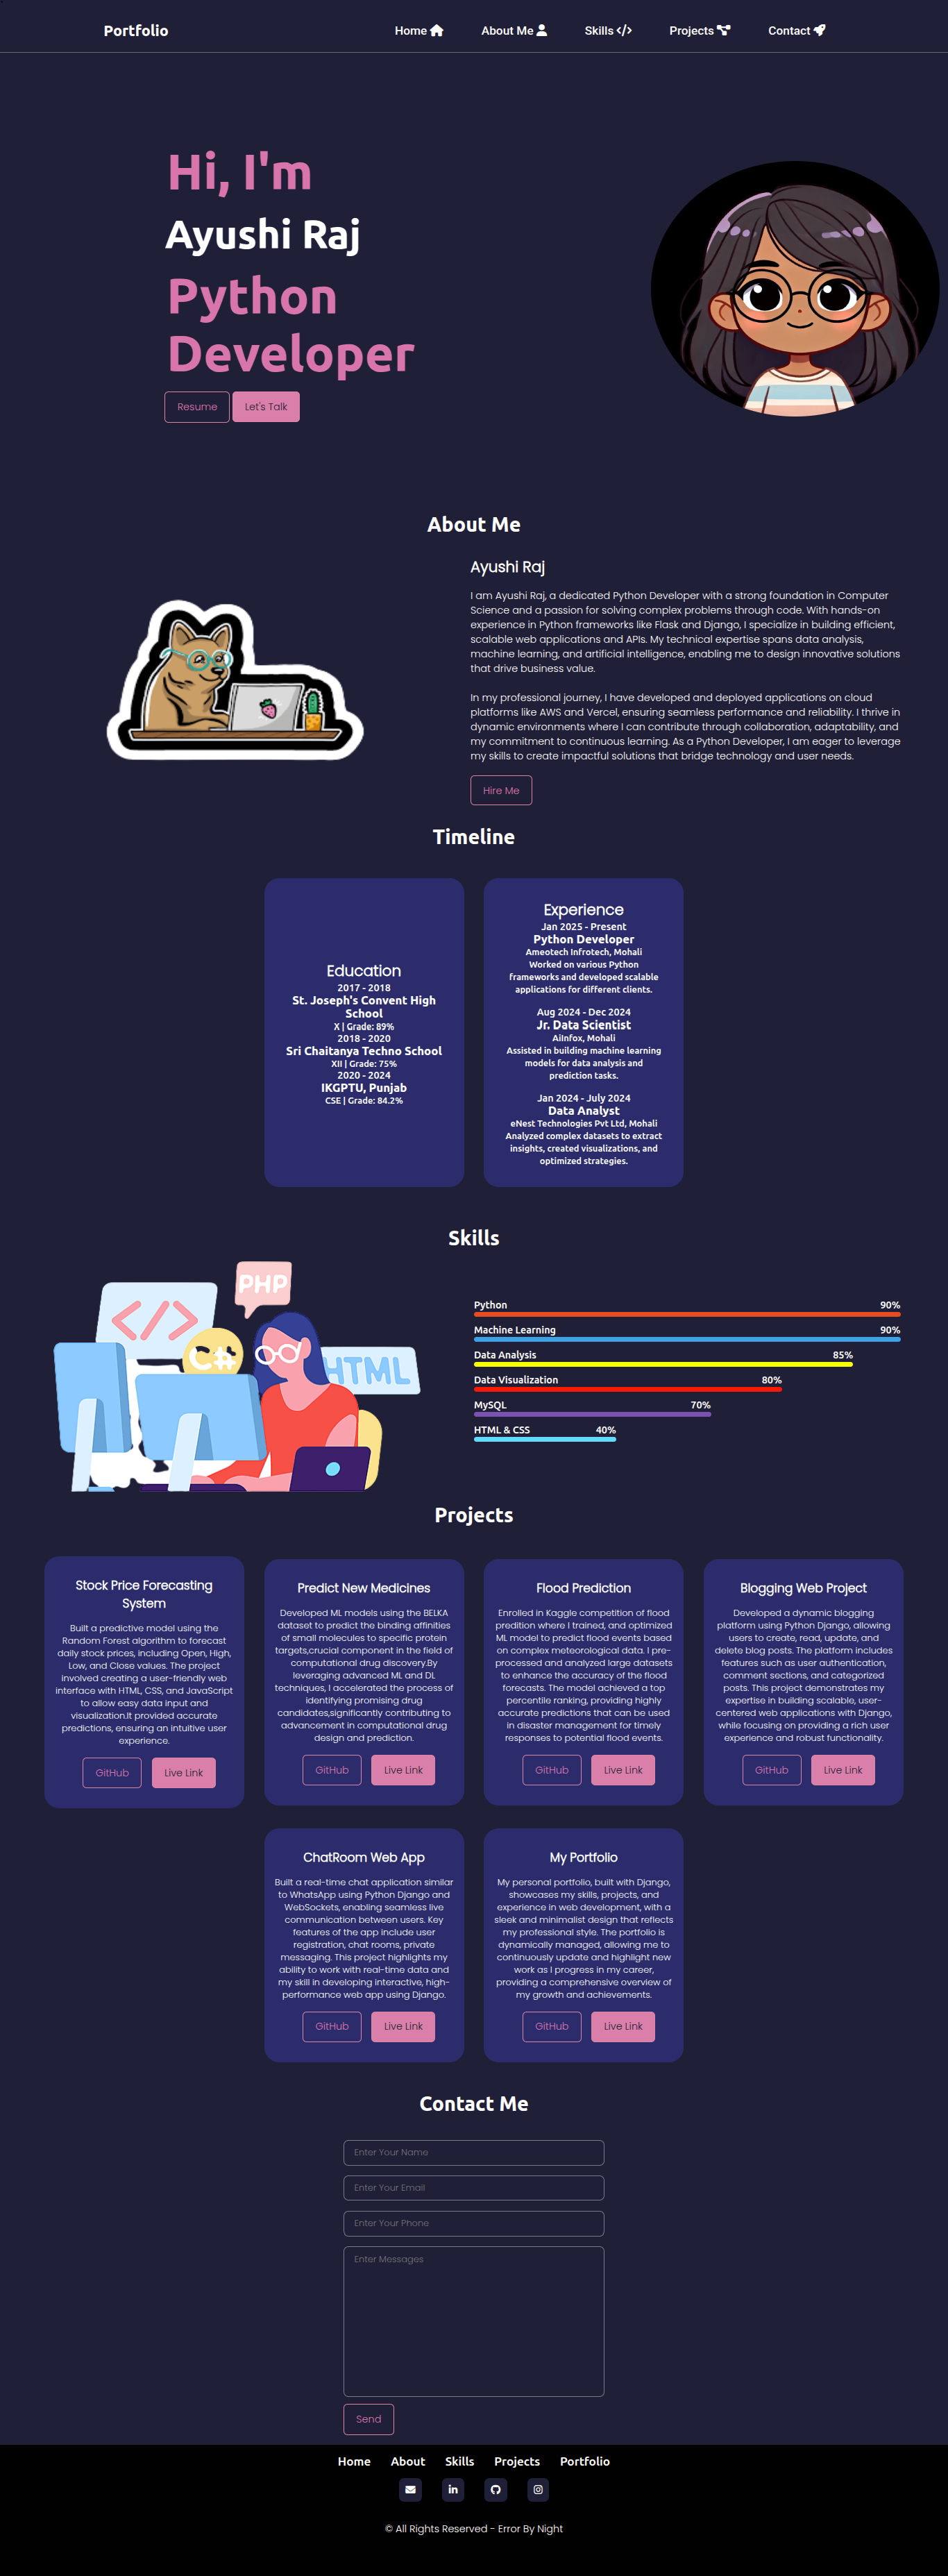 Portfolio
Home
About Me
Skills
Projects
Contact
Hi, I'm
Ayushi Raj
Python
Developer
Resume
Let's Talk
About Me
Ayushi Raj
I am Ayushi Raj, a dedicated Python Developer with a strong foundation in Computer
Science and a passion for solving complex problems through code. With hands-on
experience in Python frameworks like Flask and Django, I specialize in building efficient,
scalable web applications and APIs. My technical expertise spans data analysis,
machine learning, and artificial intelligence, enabling me to design innovative solutions
that drive business value.
In my professional journey, I have developed and deployed applications on cloud
platforms like AWS and Vercel, ensuring seamless performance and reliability. I thrive in
dynamic environments where I can contribute through collaboration, adaptability, and
my commitment to continuous learning. As a Python Developer, I am eager to leverage
my skills to create impactful solutions that bridge technology and user needs.
Hire Me
Timeline
Education
2017 - 2018
St. Joseph's Convent High
School
X | Grade: 89%
2018 - 2020
Sri Chaitanya Techno School
XII | Grade: 75%
2020 - 2024
IKGPTU, Punjab
CSE | Grade: 84.2%
Experience
Jan 2025 - Present
Python Developer
Ameotech Infrotech, Mohali
Worked on various Python
frameworks and developed scalable
applications for different clients.
Aug 2024 - Dec 2024
Jr. Data Scientist
AiInfox, Mohali
Assisted in building machine learning
models for data analysis and
prediction tasks.
Jan 2024 - July 2024
Data Analyst
eNest Technologies Pvt Ltd, Mohali
Analyzed complex datasets to extract
insights, created visualizations, and
optimized strategies.
Skills
PHP
</>
C#
HTML
Python 90%
Machine Learning 90%
Data Analysis 85%
Data Visualization 80%
MySQL 70%
HTML & CSS 40%
Projects
Stock Price Forecasting
System
Built a predictive model using the
Random Forest algorithm to forecast
daily stock prices, including Open, High,
Low, and Close values. The project
involved creating a user-friendly web
interface with HTML, CSS, and JavaScript
to allow easy data input and
visualization.It provided accurate
predictions, ensuring an intuitive user
experience.
GitHub
Live Link
Predict New Medicines
Developed ML models using the BELKA
dataset to predict the binding affinities
of small molecules to specific protein
targets,crucial component in the field of
computational drug discovery.By
leveraging advanced ML and DL
techniques, I accelerated the process of
identifying promising drug
candidates,significantly contributing to
advancement in computational drug
design and prediction.
GitHub
Live Link
Flood Prediction
Enrolled in Kaggle competition of flood
predition where I trained, and optimized
ML model to predict flood events based
on complex meteorological data. I pre-
processed and analyzed large datasets
to enhance the accuracy of the flood
forecasts. The model achieved a top
percentile ranking, providing highly
accurate predictions that can be used
in disaster management for timely
responses to potential flood events.
GitHub
Live Link
Blogging Web Project
Developed a dynamic blogging
platform using Python Django, allowing
users to create, read, update, and
delete blog posts. The platform includes
features such as user authentication,
comment sections, and categorized
posts. This project demonstrates my
expertise in building scalable, user-
centered web applications with Django,
while focusing on providing a rich user
experience and robust functionality.
GitHub
Live Link
ChatRoom Web App
Built a real-time chat application similar
to WhatsApp using Python Django and
WebSockets, enabling seamless live
communication between users. Key
features of the app include user
registration, chat rooms, private
messaging. This project highlights my
ability to work with real-time data and
my skill in developing interactive, high-
performance web app using Django.
GitHub
Live Link
My Portfolio
My personal portfolio, built with Django,
showcases my skills, projects, and
experience in web development, with a
sleek and minimalist design that reflects
my professional style. The portfolio is
dynamically managed, allowing me to
continuously update and highlight new
work as I progress in my career,
providing a comprehensive overview of
my growth and achievements.
GitHub
Live Link
Contact Me
Enter Your Name
Enter Your Email
Enter Your Phone
Enter Messages
Send
Home
About
Skills
Projects
Portfolio
© All Rights Reserved - Error By Night